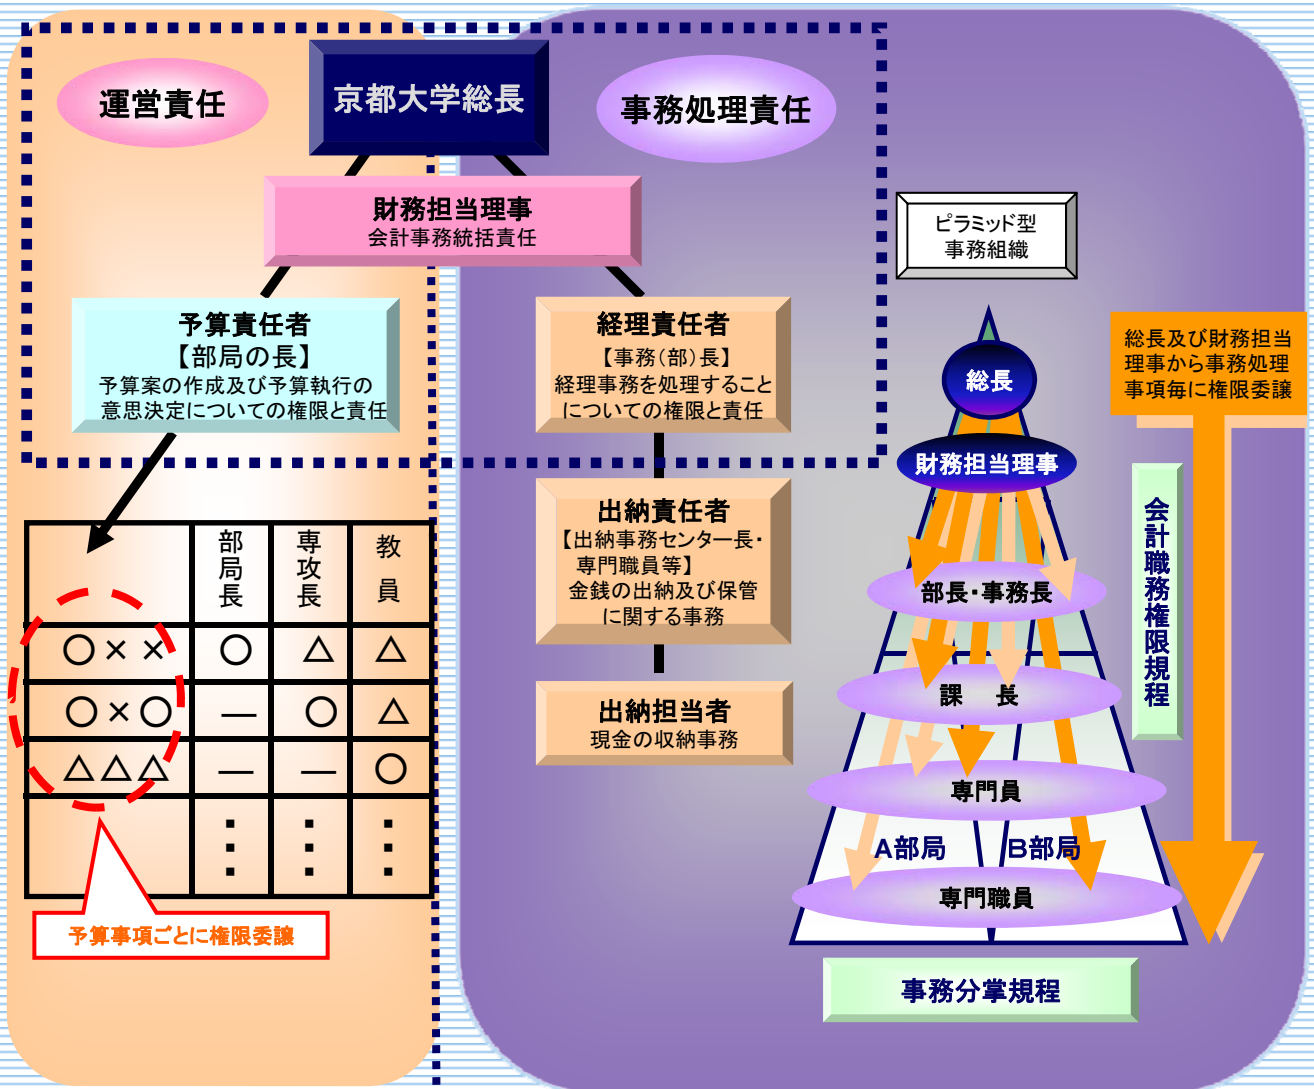 運営責任
京都大学総長
事務処理責任
財務担当理事
会計事務統括責任
予算責任者
【部局の長】
予算案の作成及び予算執行の
意思決定についての権限と責任
経理責任者
【事務(部)長】
経理事務を処理すること
についての権限と責任
出納責任者
【出納事務センター長・
専門職員等】
金銭の出納及び保管
に関する事務
出納担当者
現金の収納事務
部局長 専攻長 教員
○×× ○ △ △
○×○ ― ○ △
△△△ ― ― ○
︰ ︰ ︰
予算事項ごとに権限委譲
ピラミッド型
事務組織
総長
財務担当理事
部長・事務長
課 長
専門員
A部局 B部局
専門職員
総長及び財務担当
理事から事務処理
事項毎に権限委譲
会計職務権限規程
事務分掌規程